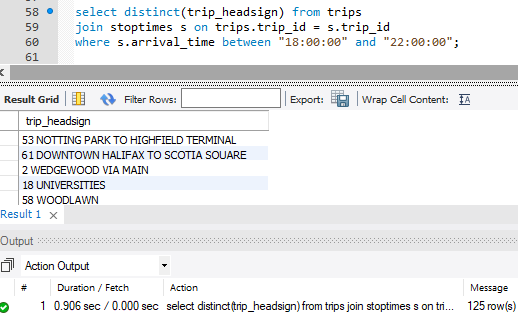 58 select distinct(trip_headsign) from trips
59 join stoptimes s on trips.trip_id = s.trip_id
60 where s.arrival_time between "18:00:00" and "22:00:00";
61
Result Grid Filter Rows: Export: Wrap Cell Content:
trip_headsign
53 NOTTING PARK TO HIGHFIELD TERMINAL
61 DOWNTOWN HALIFAX TO SCOTIA SQUARE
2 WEDGEWOOD VIA MAIN
18 UNIVERSITIES
58 WOODLAWN
Result 1 ×
Output
Action Output
# Duration / Fetch Action Message
1 0.906 sec / 0.000 sec select distinct(trip_headsign) from trips join stoptimes s on tri... 125 row(s)